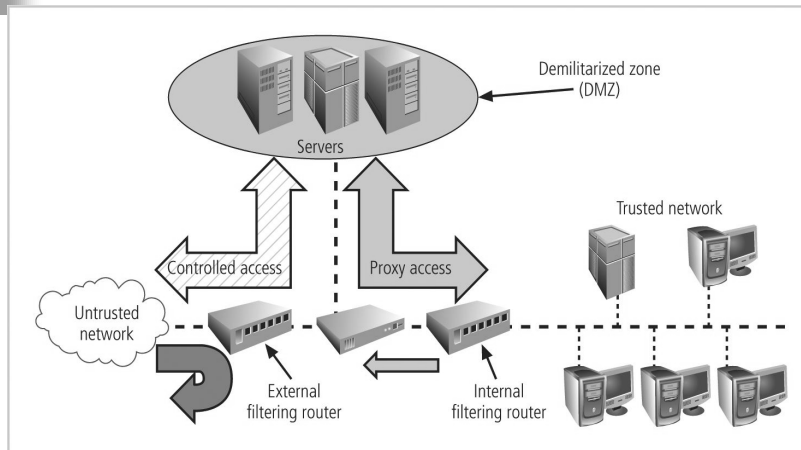 Demilitarized zone
(DMZ)
Servers
Trusted network
Controlled access
Proxy access
Untrusted
network
External
filtering router
Internal
filtering router